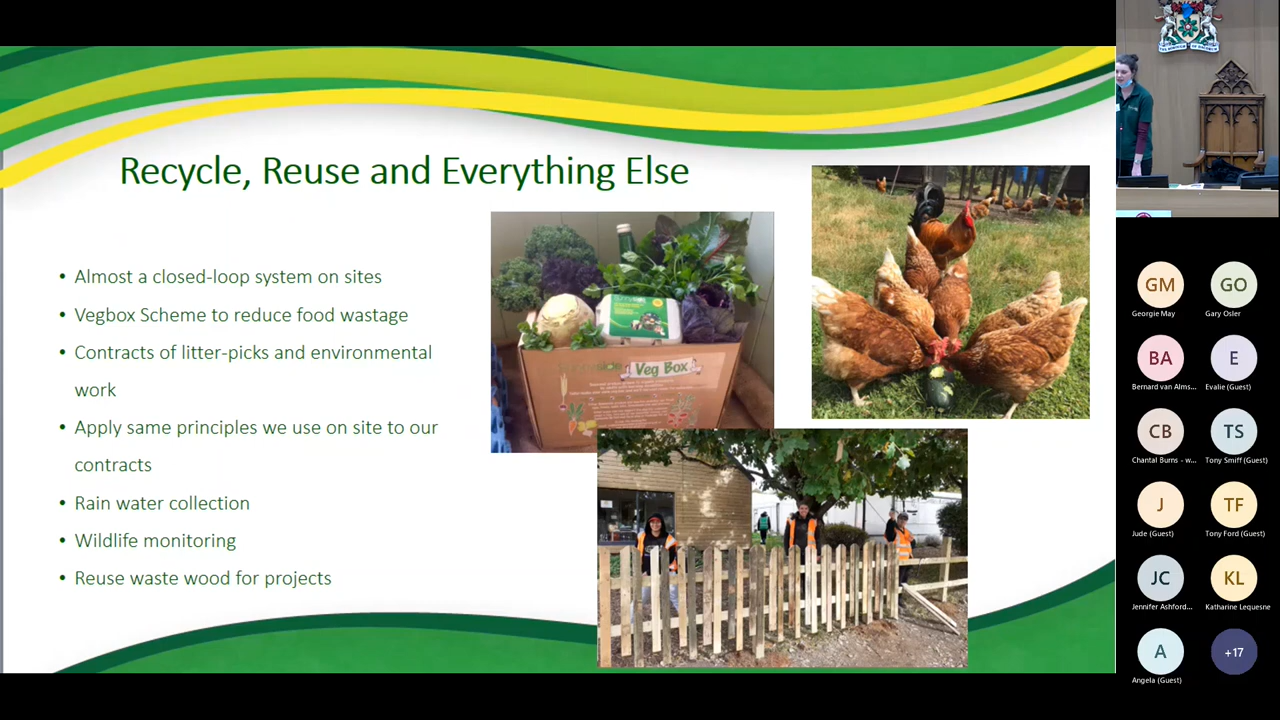 Recycle, Reuse and Everything Else
• Almost a closed-loop system on sites
• Vegbox Scheme to reduce food wastage
• Contracts of litter-picks and environmental
work
• Apply same principles we use on site to our
contracts
• Rain water collection
• Wildlife monitoring
• Reuse waste wood for projects
Veg Box
GM
Georgie May
GO
Gary Osler
BA
Bernard van Alms...
E
Evalie (Guest)
CB
Chantal Burns - w...
TS
Tony Smiff (Guest)
J
Jude (Guest)
TF
Tony Ford (Guest)
JC
Jennifer Ashford...
KL
Katharine Lequesne
A
Angela (Guest)
+17